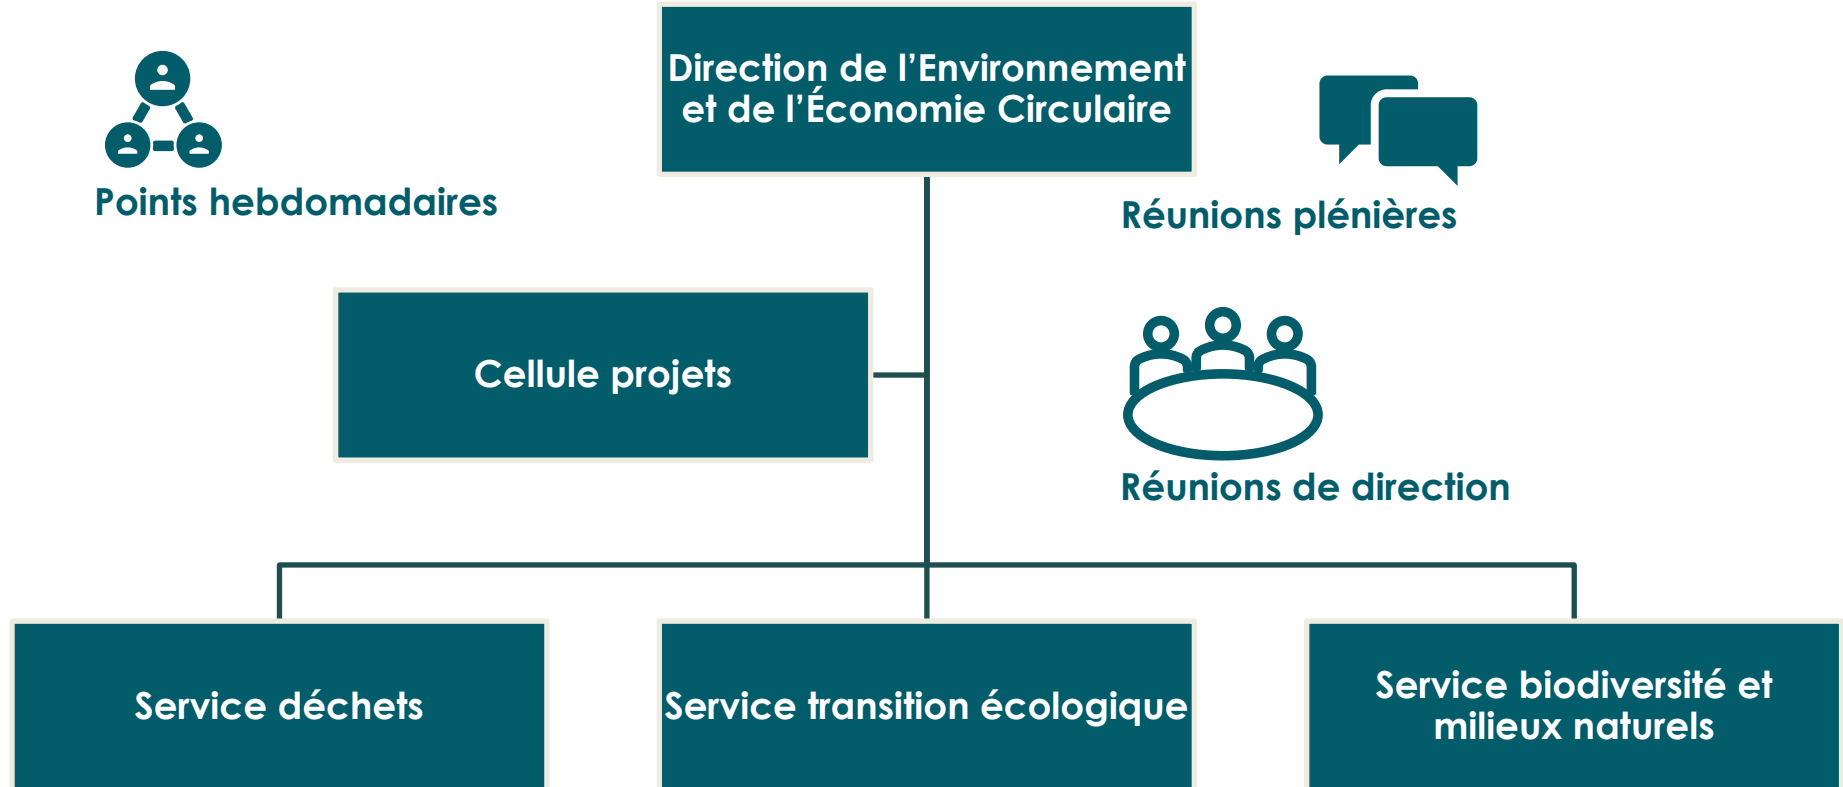 Direction de l’Environnement
et de l’Économie Circulaire
Points hebdomadaires
Réunions plénières
Cellule projets
Réunions de direction
Service déchets
Service transition écologique
Service biodiversité et
milieux naturels